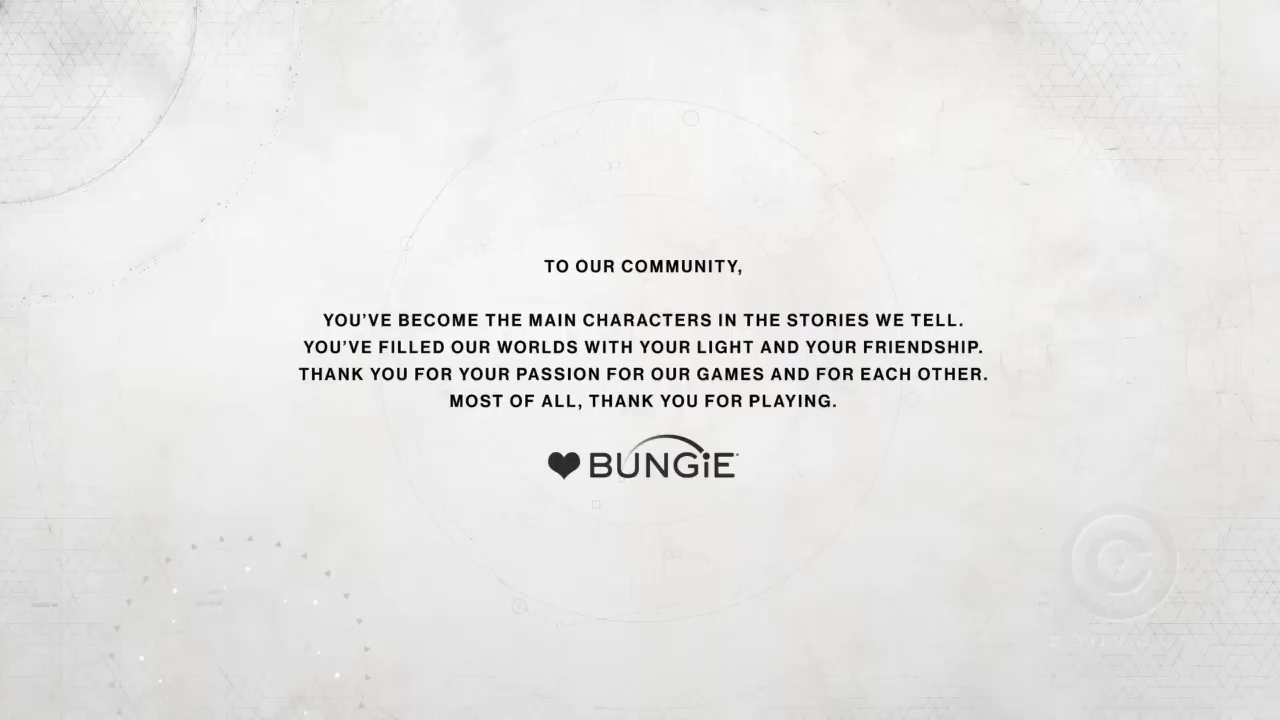 TO OUR COMMUNITY,
YOU’VE BECOME THE MAIN CHARACTERS IN THE STORIES WE TELL.
YOU’VE FILLED OUR WORLDS WITH YOUR LIGHT AND YOUR FRIENDSHIP.
THANK YOU FOR YOUR PASSION FOR OUR GAMES AND FOR EACH OTHER.
MOST OF ALL, THANK YOU FOR PLAYING.
BUNGiE